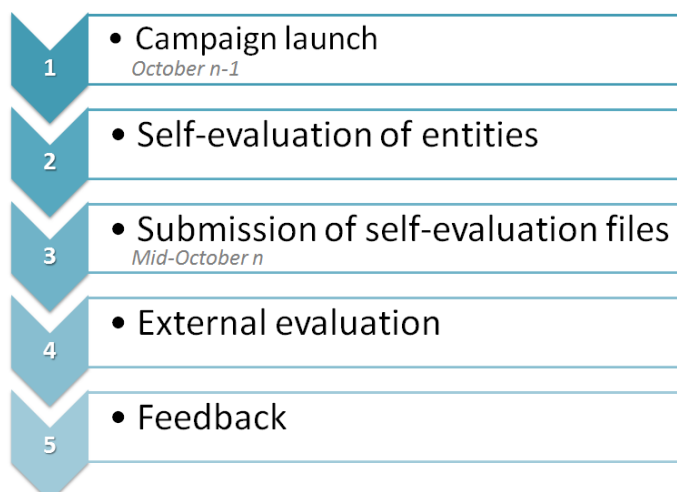 1
• Campaign launch
October n-1
2
• Self-evaluation of entities
3
• Submission of self-evaluation files
Mid-October n
4
• External evaluation
5
• Feedback